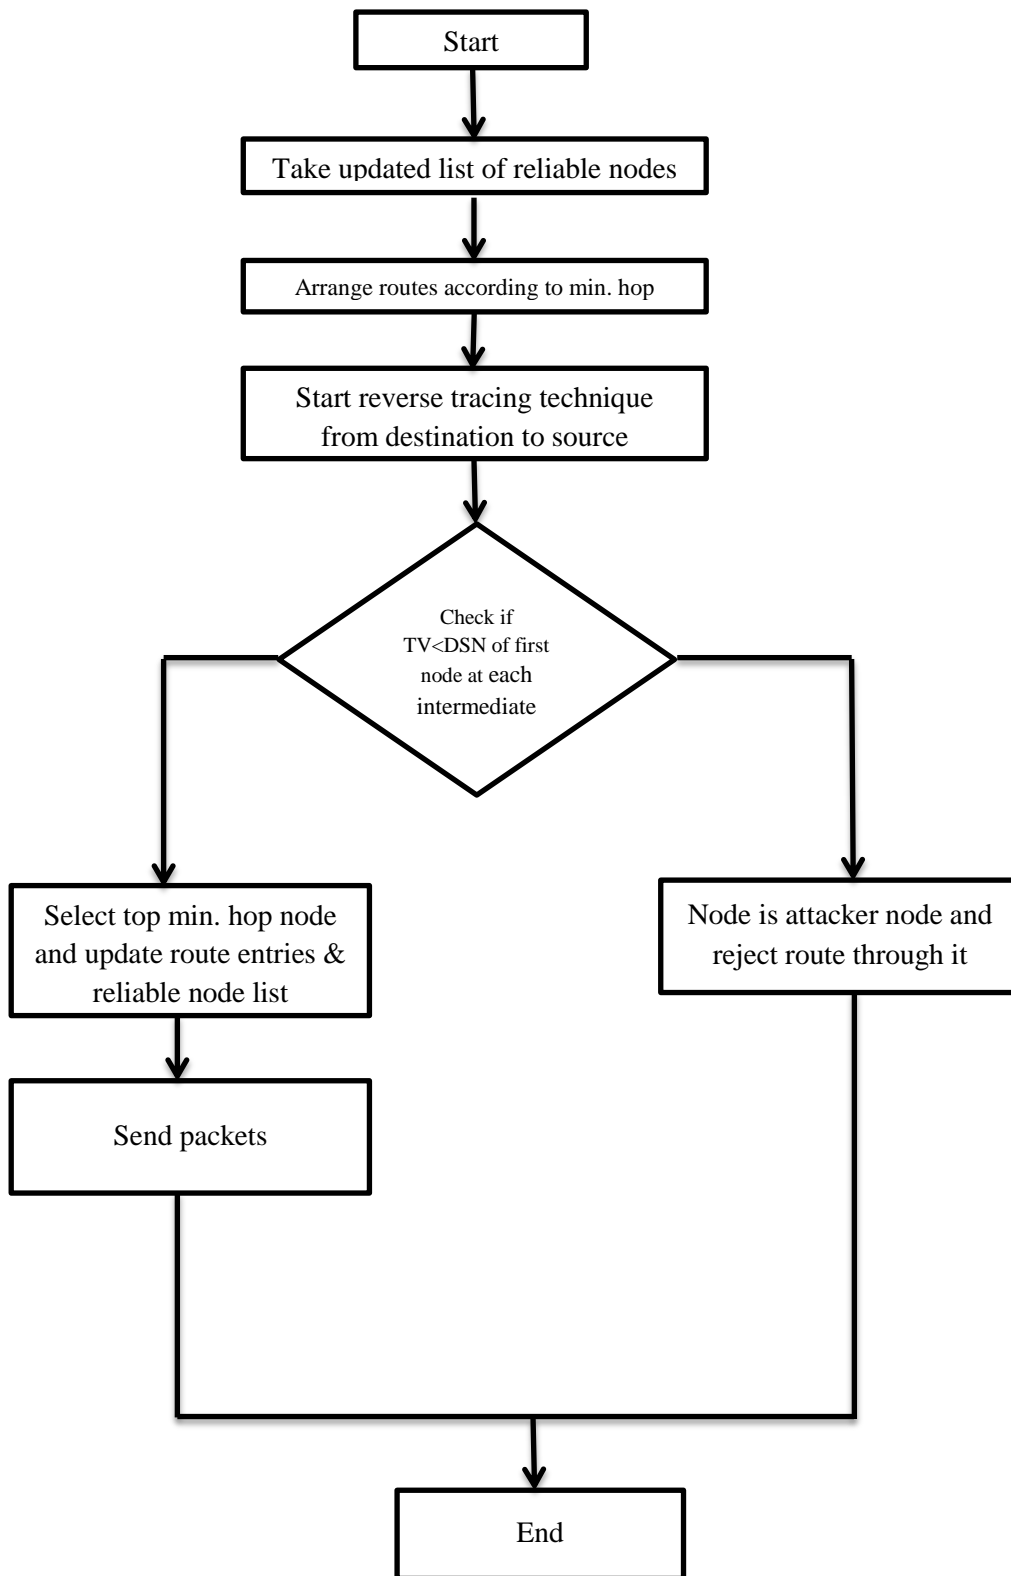 Start
Take updated list of reliable nodes
Arrange routes according to min. hop
Start reverse tracing technique
from destination to source
Check if
TV<DSN of first
node at each
intermediate
Select top min. hop node
and update route entries &
reliable node list
Node is attacker node and
reject route through it
Send packets
End